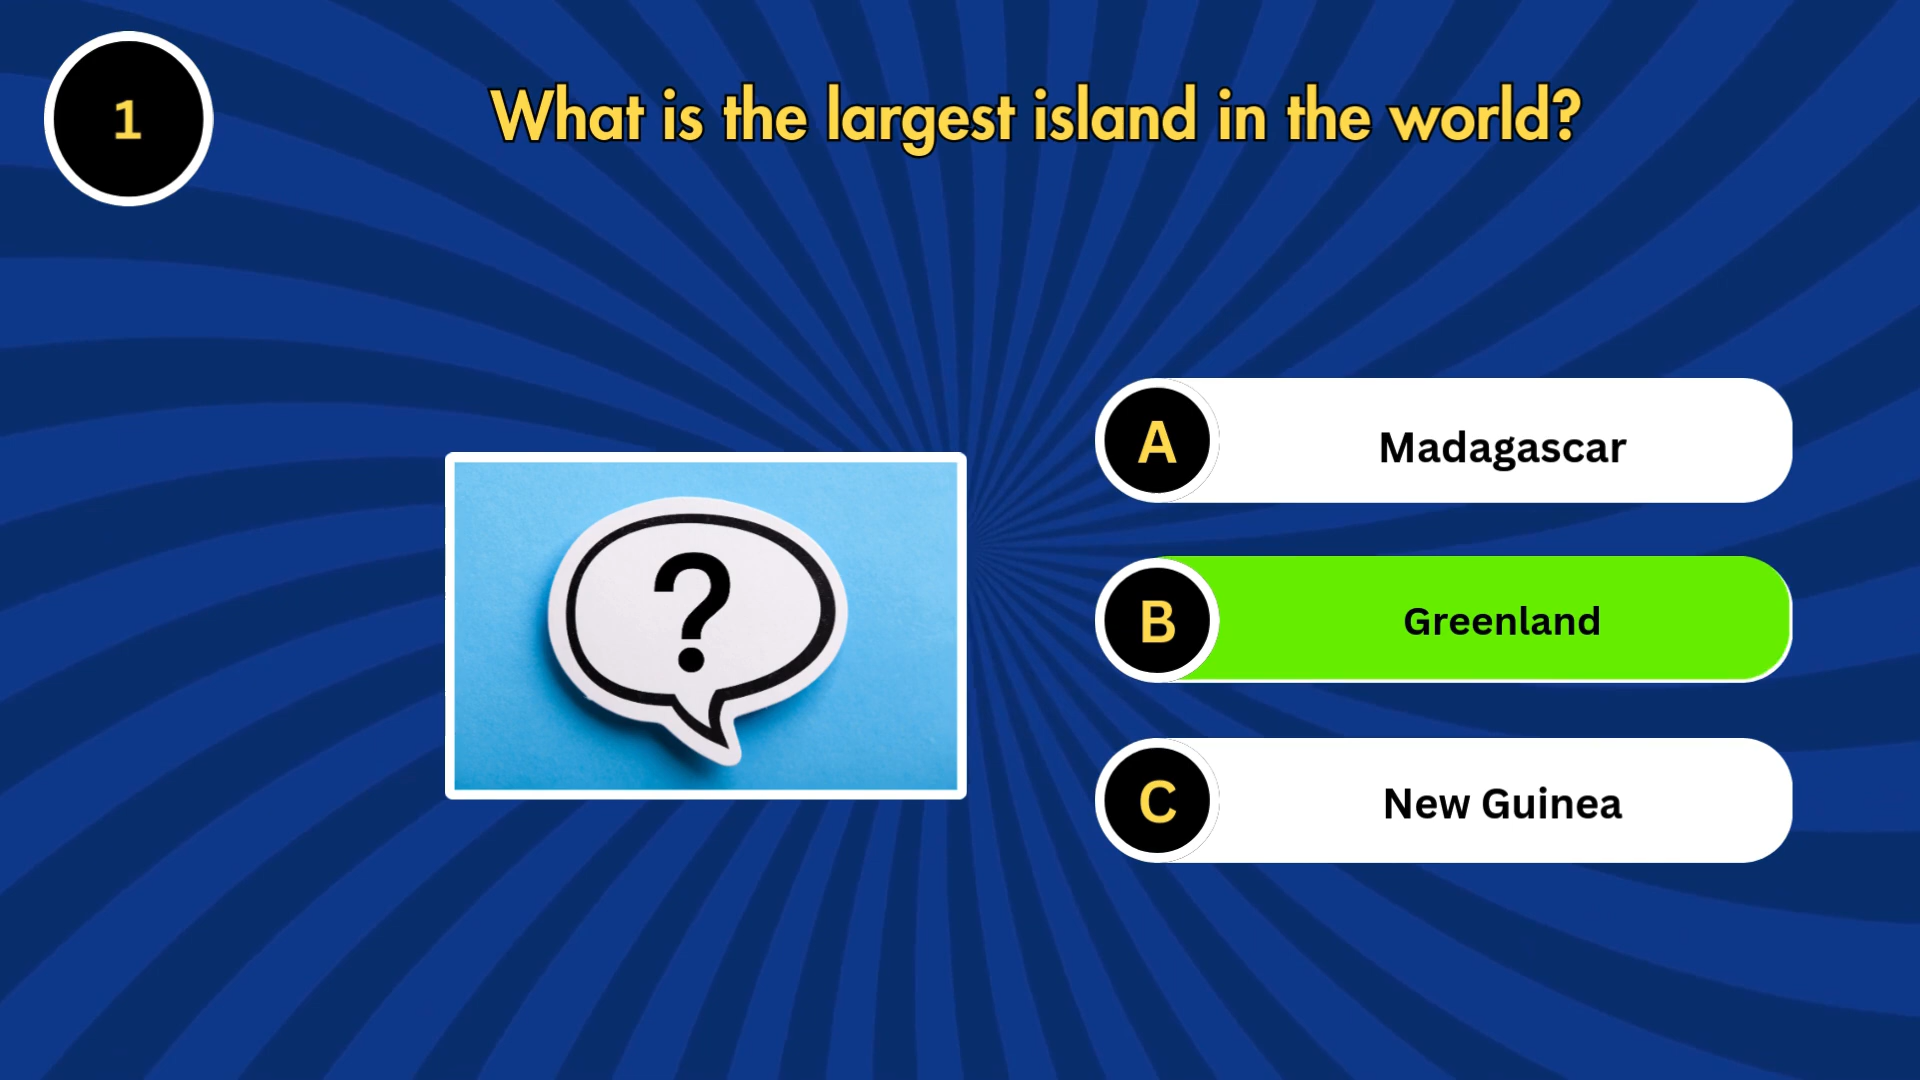 1
What is the largest island in the world?
?
A
Madagascar
B
Greenland
C
New Guinea